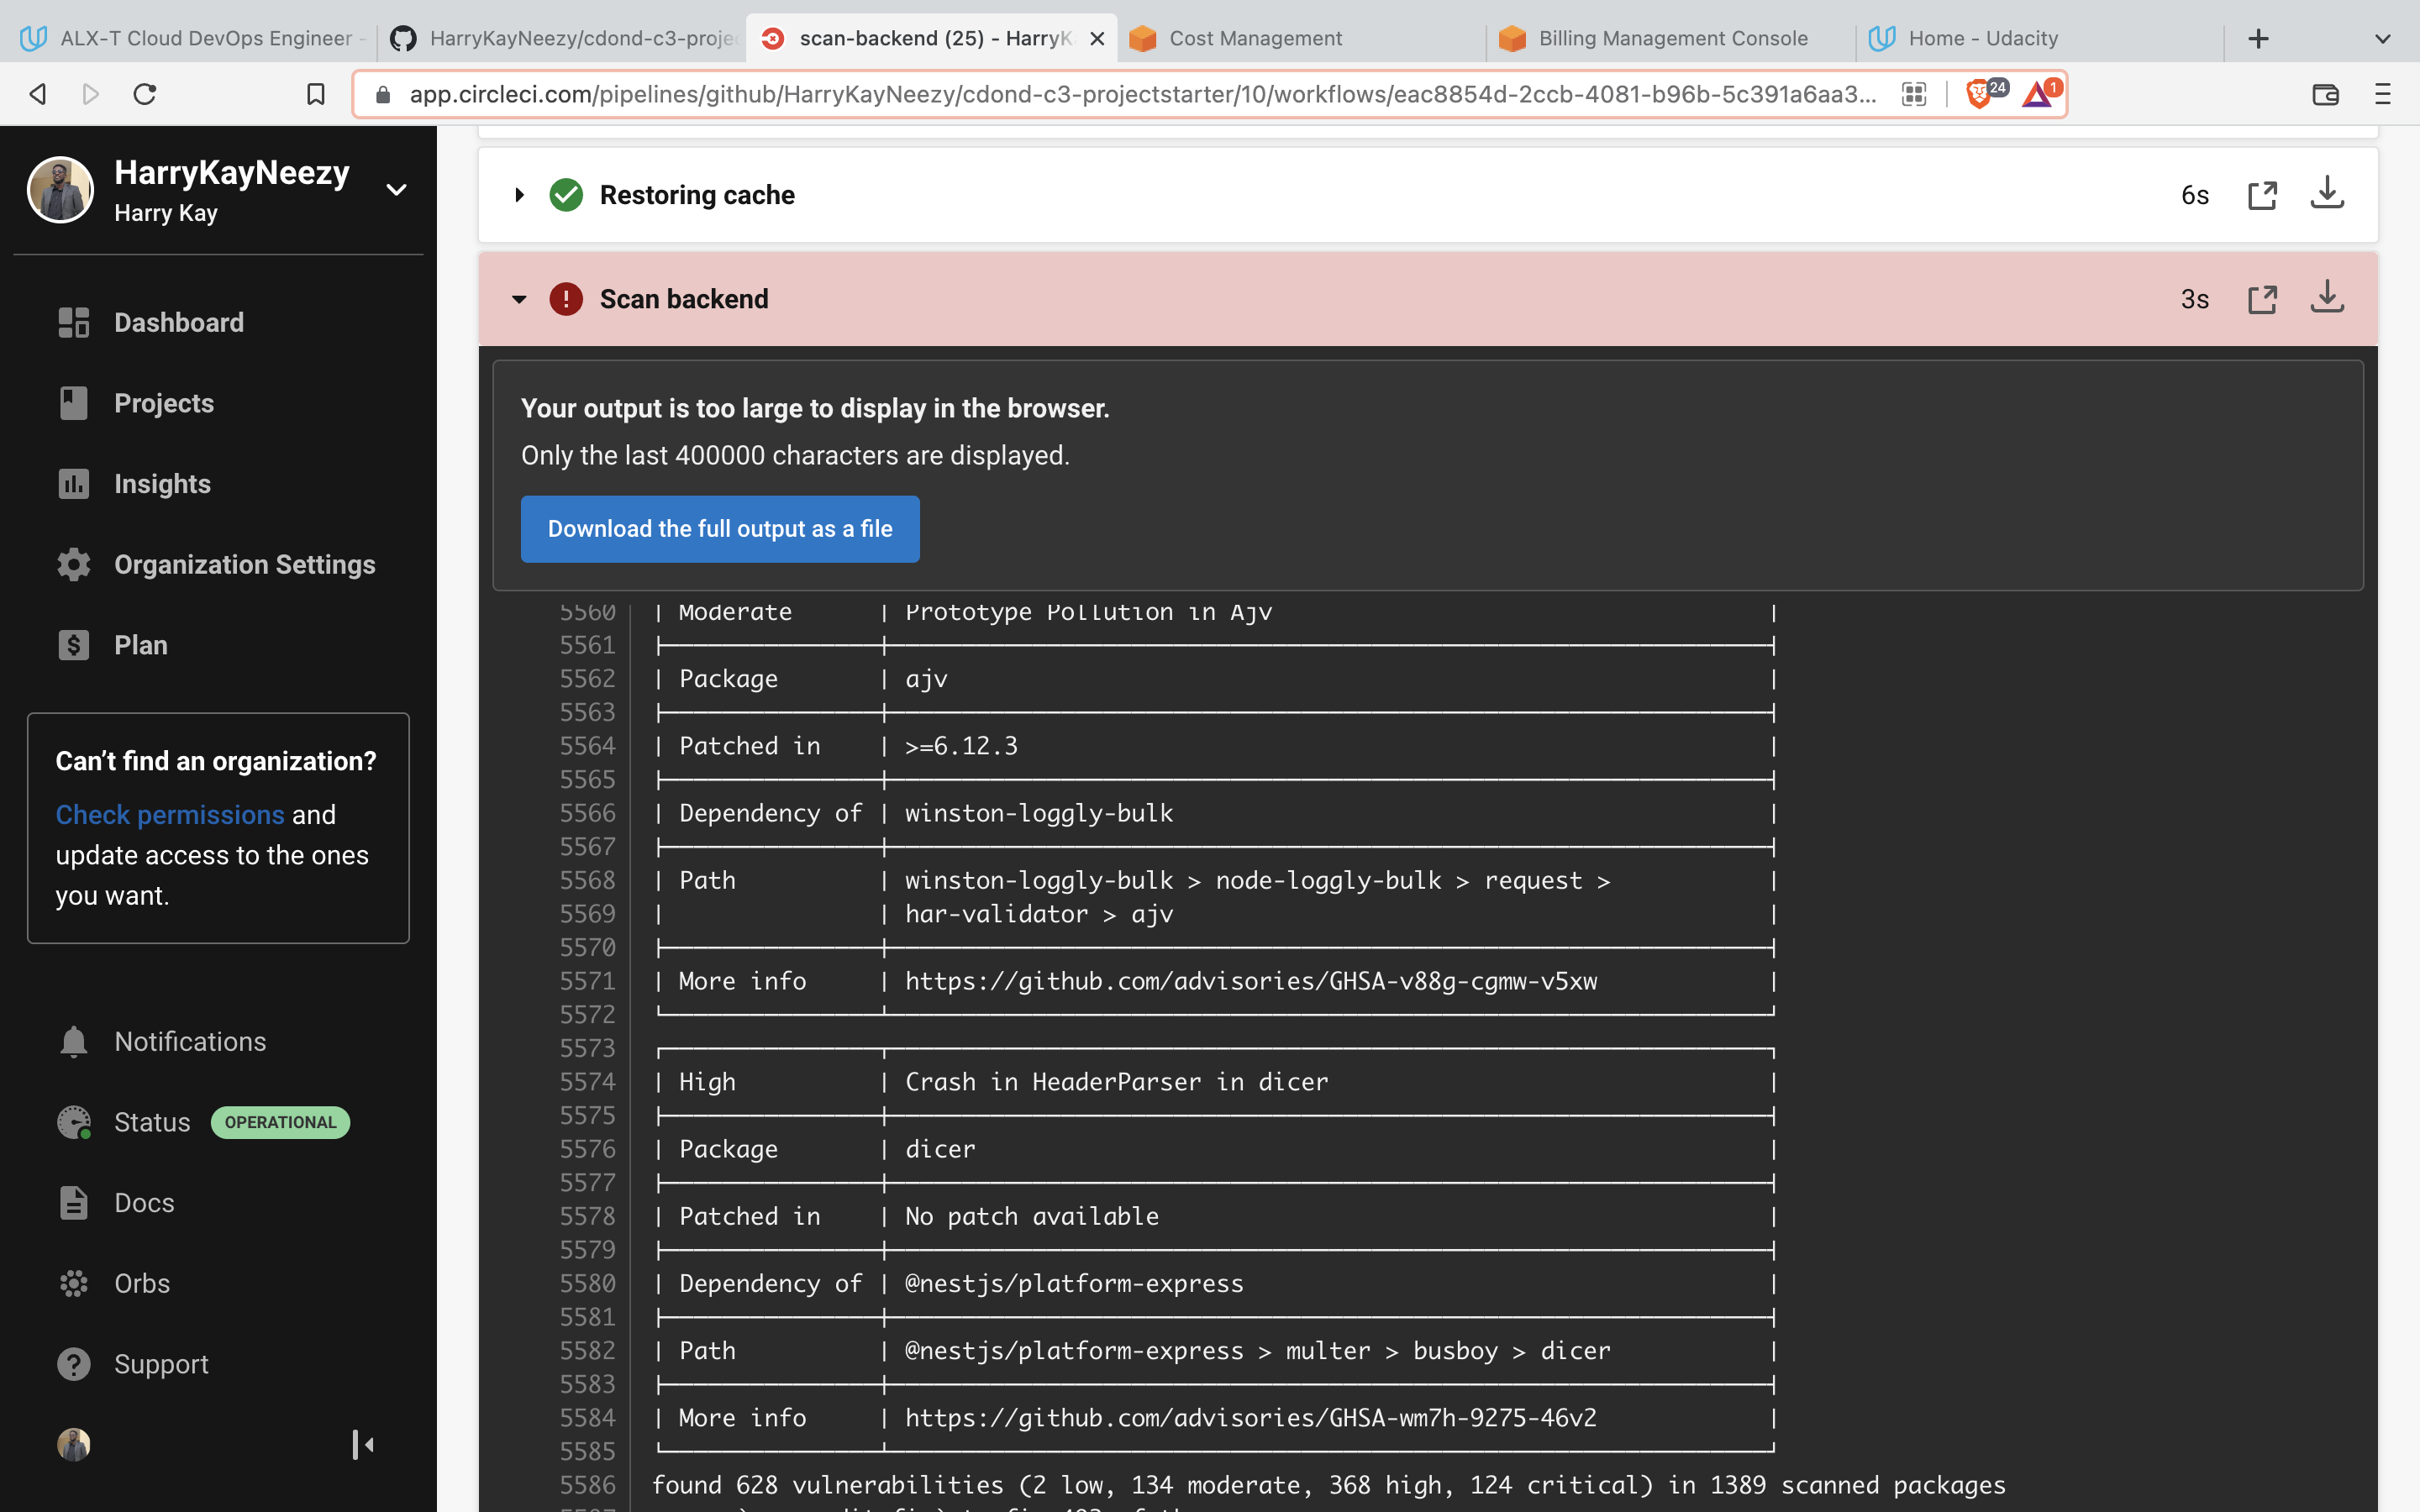 ALX-T Cloud DevOps Engineer -
HarryKayNeezy/cdond-c3-proje
scan-backend (25) - HarryK
Cost Management
Billing Management Console
Home - Udacity
app.circleci.com/pipelines/github/HarryKayNeezy/cdond-c3-projectstarter/10/workflows/eac8854d-2ccb-4081-b96b-5c391a6aa3...
24
1
HarryKayNeezy
Harry Kay
Dashboard
Projects
Insights
Organization Settings
Plan
Can’t find an organization?
Check permissions and
update access to the ones
you want.
Notifications
Status OPERATIONAL
Docs
Orbs
Support
Restoring cache 6s
Scan backend 3s
Your output is too large to display in the browser.
Only the last 400000 characters are displayed.
Download the full output as a file
5560 | Moderate | Prototype Pollution in Ajv |
5561
5562 | Package | ajv |
5563
5564 | Patched in | >=6.12.3 |
5565
5566 | Dependency of | winston-loggly-bulk |
5567
5568 | Path | winston-loggly-bulk > node-loggly-bulk > request > |
5569 | | har-validator > ajv |
5570
5571 | More info | https://github.com/advisories/GHSA-v88g-cgmw-v5xw |
5572
5573
5574 | High | Crash in HeaderParser in dicer |
5575
5576 | Package | dicer |
5577
5578 | Patched in | No patch available |
5579
5580 | Dependency of | @nestjs/platform-express |
5581
5582 | Path | @nestjs/platform-express > multer > busboy > dicer |
5583
5584 | More info | https://github.com/advisories/GHSA-wm7h-9275-46v2 |
5585
5586 found 628 vulnerabilities (2 low, 134 moderate, 368 high, 124 critical) in 1389 scanned packages